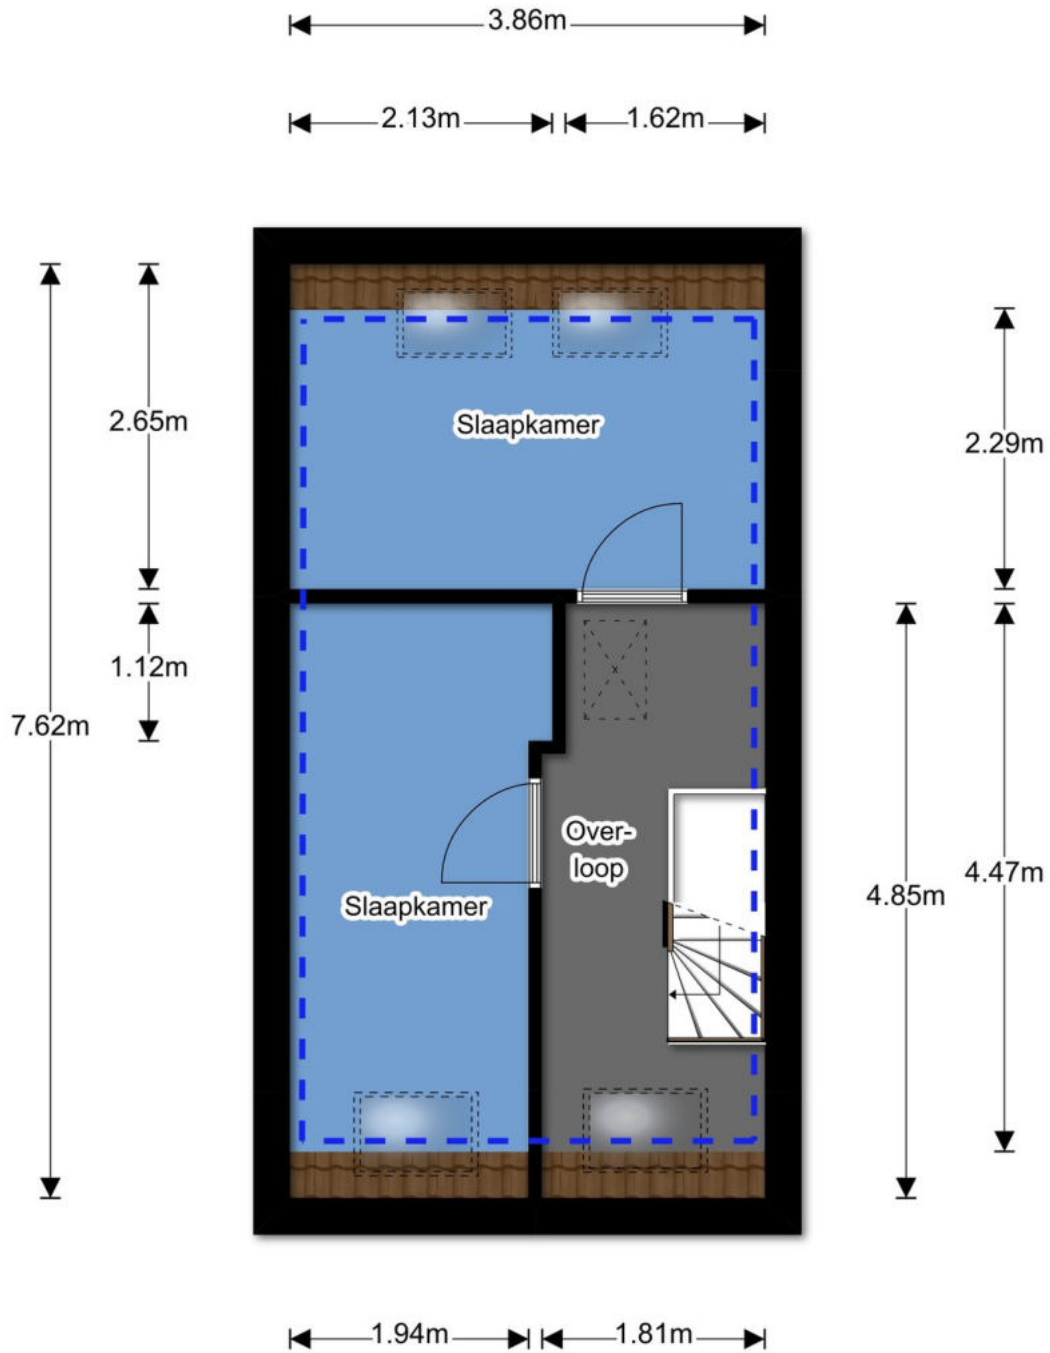 3.86m
2.13m
1.62m
2.65m
Slaapkamer
2.29m
1.12m
7.62m
Over-
loop
4.47m
4.85m
Slaapkamer
1.94m
1.81m